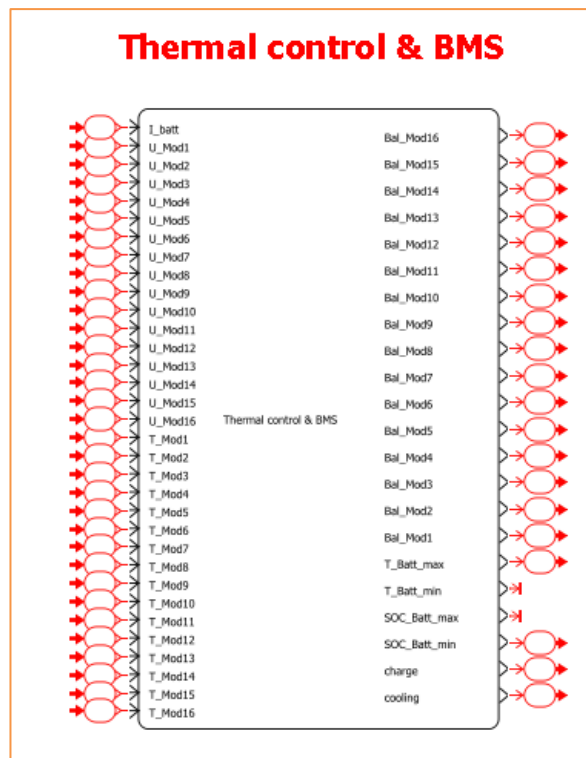 Thermal control & BMS
I_batt
U_Mod1
U_Mod2
U_Mod3
U_Mod4
U_Mod5
U_Mod6
U_Mod7
U_Mod8
U_Mod9
U_Mod10
U_Mod11
U_Mod12
U_Mod13
U_Mod14
U_Mod15
U_Mod16
T_Mod1
T_Mod2
T_Mod3
T_Mod4
T_Mod5
T_Mod6
T_Mod7
T_Mod8
T_Mod9
T_Mod10
T_Mod11
T_Mod12
T_Mod13
T_Mod14
T_Mod15
T_Mod16
Thermal control & BMS
Bal_Mod16
Bal_Mod15
Bal_Mod14
Bal_Mod13
Bal_Mod12
Bal_Mod11
Bal_Mod10
Bal_Mod9
Bal_Mod8
Bal_Mod7
Bal_Mod6
Bal_Mod5
Bal_Mod4
Bal_Mod3
Bal_Mod2
Bal_Mod1
T_Batt_max
T_Batt_min
SOC_Batt_max
SOC_Batt_min
charge
cooling